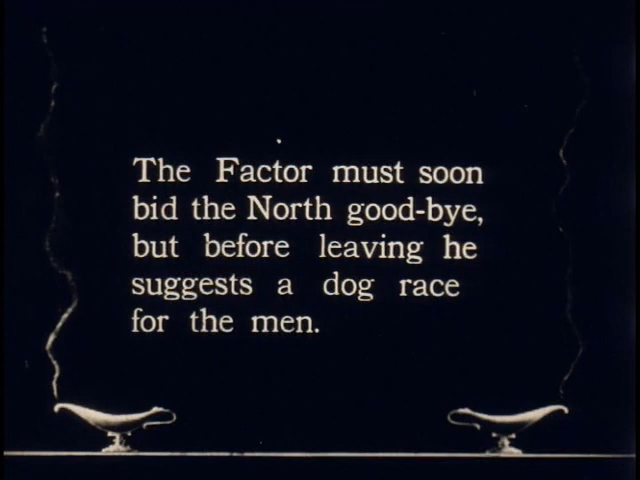 The Factor must soon
bid the North good-bye,
but before leaving he
suggests a dog race
for the men.